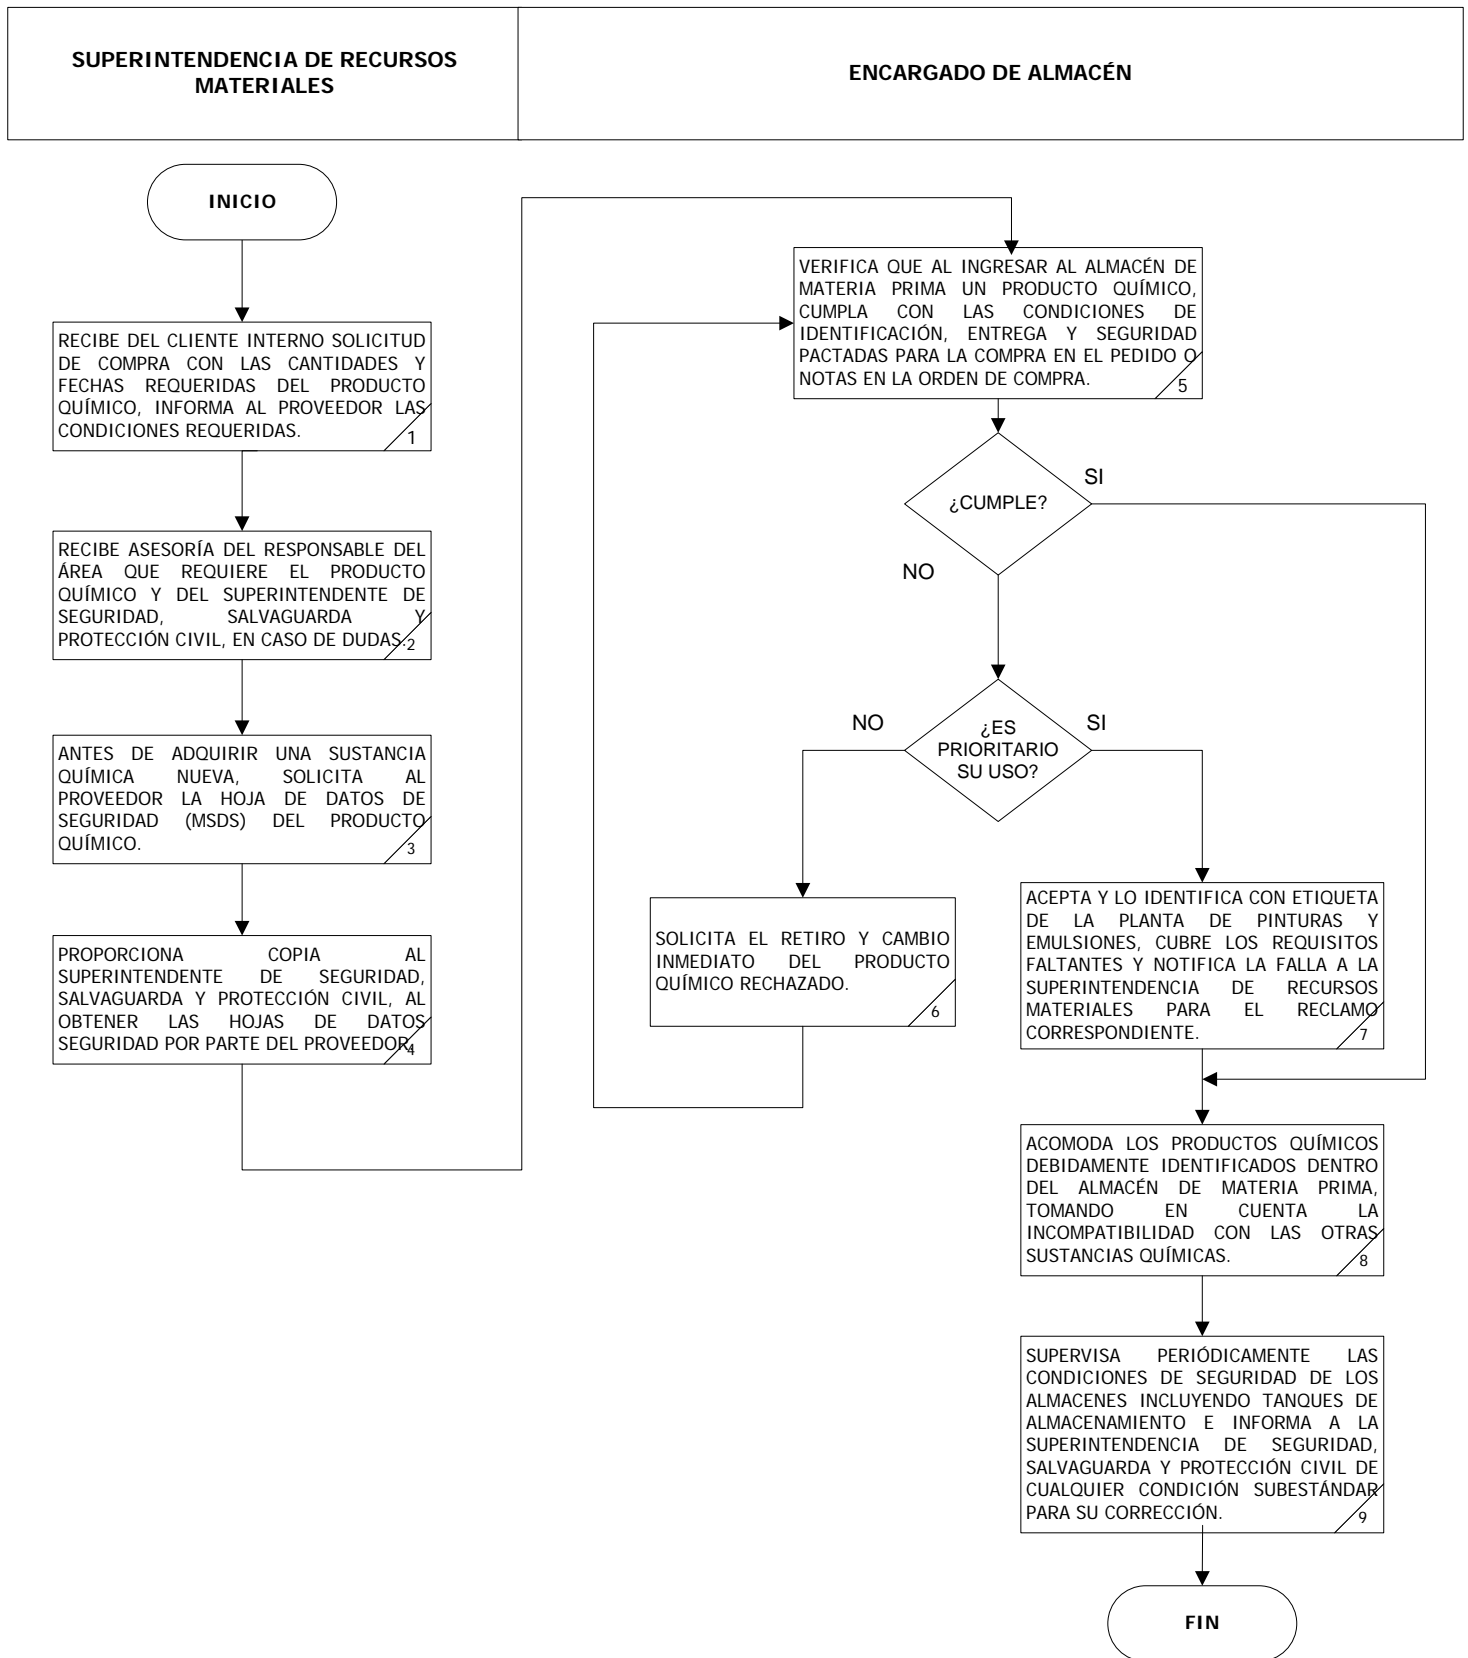 SUPERINTENDENCIA DE RECURSOS
MATERIALES
ENCARGADO DE ALMACÉN
INICIO
RECIBE DEL CLIENTE INTERNO SOLICITUD
DE COMPRA CON LAS CANTIDADES Y
FECHAS REQUERIDAS DEL PRODUCTO
QUÍMICO, INFORMA AL PROVEEDOR LAS
CONDICIONES REQUERIDAS.
1
RECIBE ASESORÍA DEL RESPONSABLE DEL
ÁREA QUE REQUIERE EL PRODUCTO
QUÍMICO Y DEL SUPERINTENDENTE DE
SEGURIDAD, SALVAGUARDA Y
PROTECCIÓN CIVIL, EN CASO DE DUDAS.
2
ANTES DE ADQUIRIR UNA SUSTANCIA
QUÍMICA NUEVA, SOLICITA AL
PROVEEDOR LA HOJA DE DATOS DE
SEGURIDAD (MSDS) DEL PRODUCTO
QUÍMICO.
3
PROPORCIONA COPIA AL
SUPERINTENDENTE DE SEGURIDAD,
SALVAGUARDA Y PROTECCIÓN CIVIL, AL
OBTENER LAS HOJAS DE DATOS
SEGURIDAD POR PARTE DEL PROVEEDOR.
4
VERIFICA QUE AL INGRESAR AL ALMACÉN DE
MATERIA PRIMA UN PRODUCTO QUÍMICO,
CUMPLA CON LAS CONDICIONES DE
IDENTIFICACIÓN, ENTREGA Y SEGURIDAD
PACTADAS PARA LA COMPRA EN EL PEDIDO O
NOTAS EN LA ORDEN DE COMPRA.
5
¿CUMPLE?
SI
NO
¿ES
PRIORITARIO
SU USO?
NO
SI
SOLICITA EL RETIRO Y CAMBIO
INMEDIATO DEL PRODUCTO
QUÍMICO RECHAZADO.
6
ACEPTA Y LO IDENTIFICA CON ETIQUETA
DE LA PLANTA DE PINTURAS Y
EMULSIONES, CUBRE LOS REQUISITOS
FALTANTES Y NOTIFICA LA FALLA A LA
SUPERINTENDENCIA DE RECURSOS
MATERIALES PARA EL RECLAMO
CORRESPONDIENTE.
7
ACOMODA LOS PRODUCTOS QUÍMICOS
DEBIDAMENTE IDENTIFICADOS DENTRO
DEL ALMACÉN DE MATERIA PRIMA,
TOMANDO EN CUENTA LA
INCOMPATIBILIDAD CON LAS OTRAS
SUSTANCIAS QUÍMICAS.
8
SUPERVISA PERIÓDICAMENTE LAS
CONDICIONES DE SEGURIDAD DE LOS
ALMACENES INCLUYENDO TANQUES DE
ALMACENAMIENTO E INFORMA A LA
SUPERINTENDENCIA DE SEGURIDAD,
SALVAGUARDA Y PROTECCIÓN CIVIL DE
CUALQUIER CONDICIÓN SUBESTÁNDAR
PARA SU CORRECCIÓN.
9
FIN